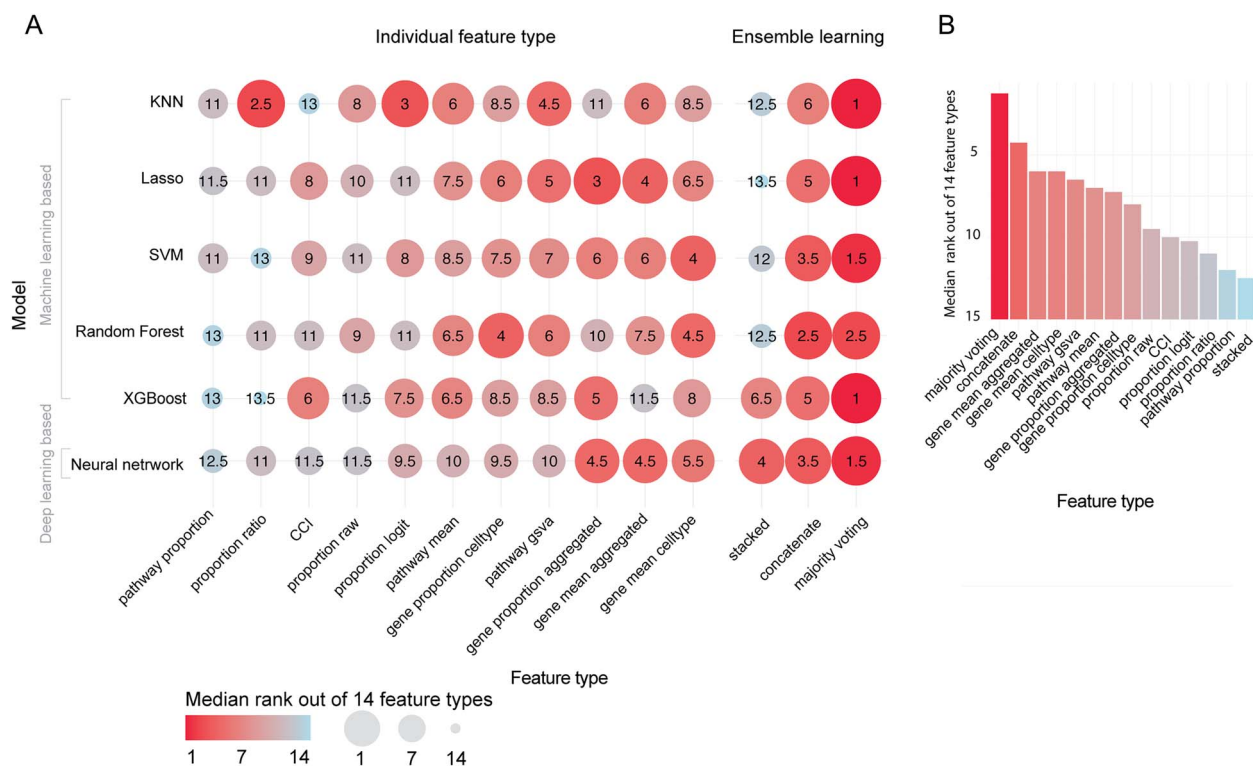 A
Individual feature type
Ensemble learning
Model
Machine learning based
Deep learning based
KNN
11 2.5 13 8 3 6 8.5 4.5 11 6 8.5 12.5 6 1
Lasso
11.5 11 8 10 11 7.5 6 5 3 4 6.5 13.5 5 1
SVM
11 13 9 11 8 8.5 7.5 7 6 6 4 12 3.5 1.5
Random Forest
13 11 11 9 11 6.5 4 6 10 7.5 4.5 12.5 2.5 2.5
XGBoost
13 13.5 6 11.5 7.5 6.5 8.5 8.5 5 11.5 8 6.5 5 1
Neural netrwork
12.5 11 11.5 11.5 9.5 10 9.5 10 4.5 4.5 5.5 4 3.5 1.5
pathway proportion
proportion ratio
CCI
proportion raw
proportion logit
pathway mean
gene proportion celltype
pathway gsva
gene proportion aggregated
gene mean aggregated
gene mean celltype
stacked
concatenate
majority voting
Feature type
Median rank out of 14 feature types
1 7 14
1 7 14
B
Median rank out of 14 feature types
5
10
15
majority voting
concatenate
gene mean aggregated
gene mean celltype
pathway gsva
pathway mean
gene proportion aggregated
gene proportion celltype
proportion raw
CCI
proportion logit
proportion ratio
pathway proportion
stacked
Feature type